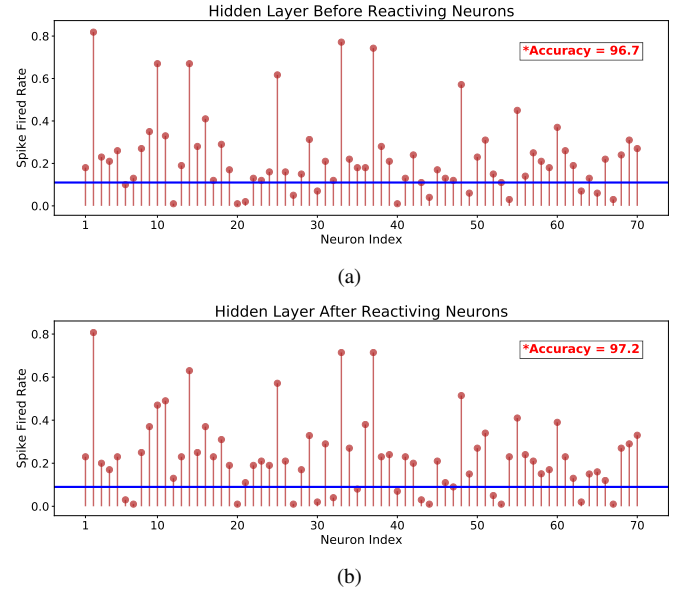 Hidden Layer Before Reactiving Neurons
*Accuracy = 96.7
Spike Fired Rate
0.8
0.6
0.4
0.2
0.0
1 10 20 30 40 50 60 70
Neuron Index
(a)
Hidden Layer After Reactiving Neurons
*Accuracy = 97.2
Spike Fired Rate
0.8
0.6
0.4
0.2
0.0
1 10 20 30 40 50 60 70
Neuron Index
(b)